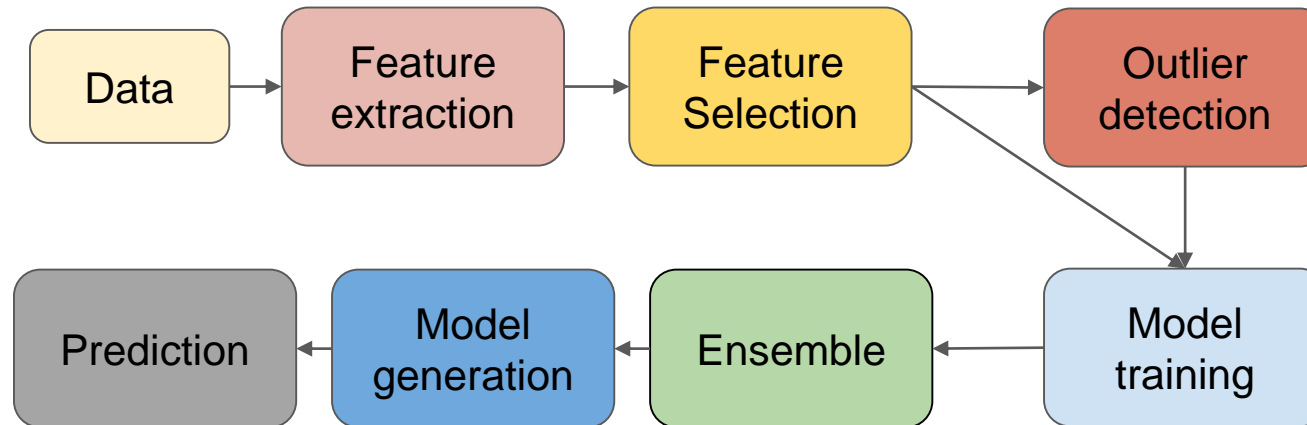 Data
Feature
extraction
Feature
Selection
Outlier
detection
Prediction
Model
generation
Ensemble
Model
training